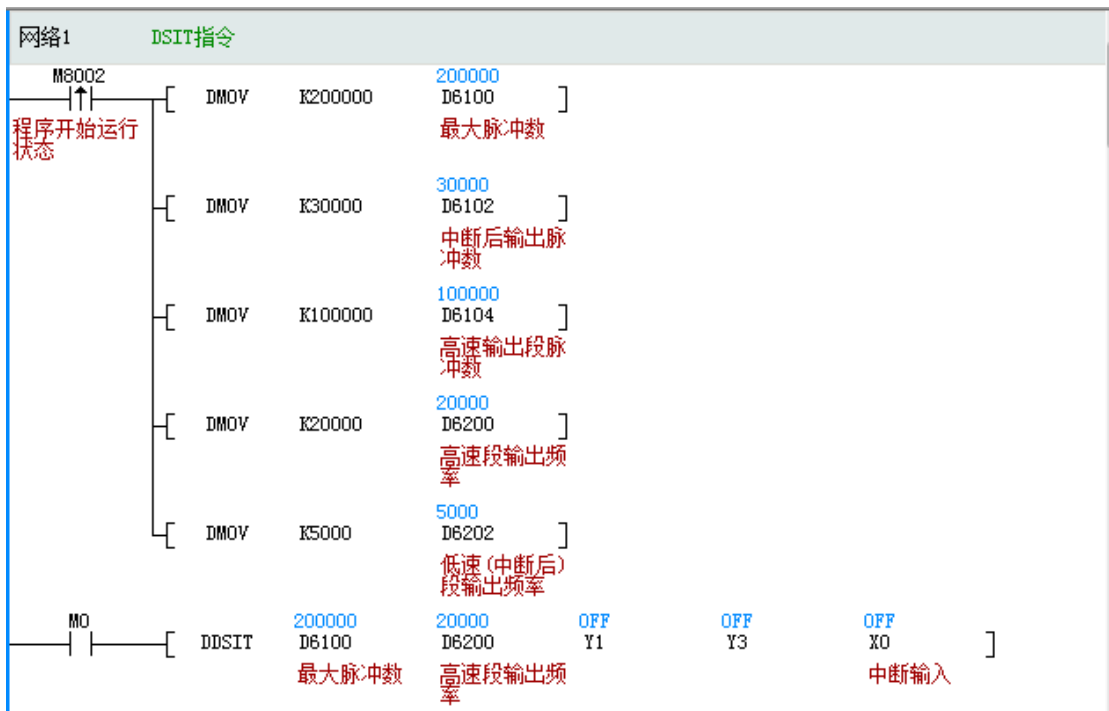 网络1 DSIT指令
M8002 200000
DMOV K200000 D6100
程序开始运行
状态
最大脉冲数
30000
DMOV K30000 D6102
中断后输出脉
冲数
100000
DMOV K100000 D6104
高速输出段脉
冲数
20000
DMOV K20000 D6200
高速段输出频
率
5000
DMOV K5000 D6202
低速(中断后)
段输出频率
M0 200000 20000 OFF OFF OFF
DDSIT D6100 D6200 Y1 Y3 X0
最大脉冲数 高速段输出频 中断输入
率